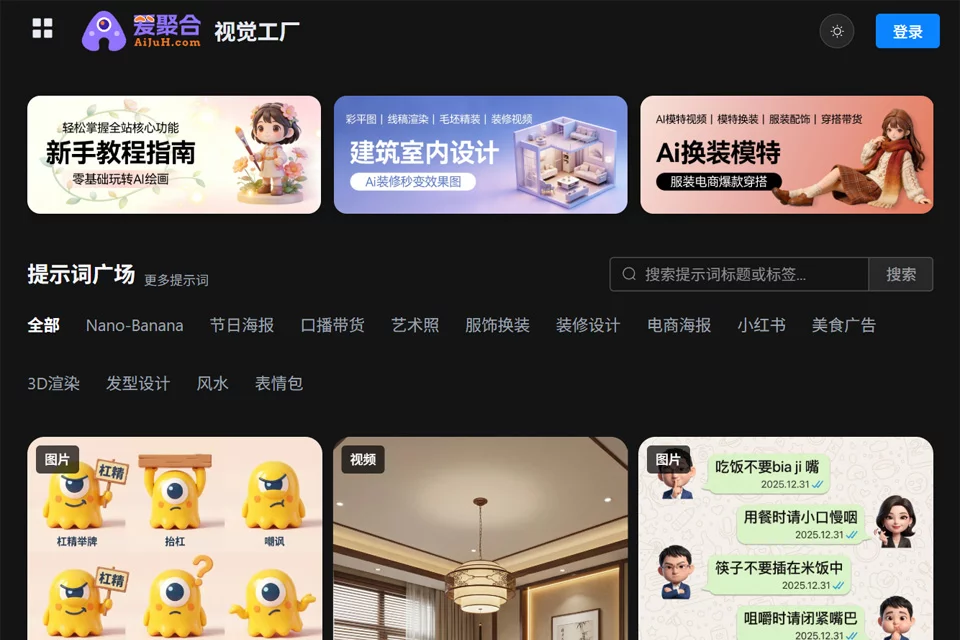 爱聚合
AiJuH.com
视觉工厂
登录
轻松掌握全站核心功能
新手教程指南
零基础玩转AI绘画
彩平图 | 线稿渲染 | 毛坯精装 | 装修视频
建筑室内设计
Ai装修秒变效果图
AI模特视频 | 模特换装 | 服装配饰 | 穿搭带货
Ai换装模特
服装电商爆款穿搭
提示词广场
更多提示词
搜索提示词标题或标签...
搜索
全部
Nano-Banana
节日海报
口播带货
艺术照
服饰换装
装修设计
电商海报
小红书
美食广告
3D渲染
发型设计
风水
表情包
图片
杠精
杠精举牌
抬杠
嘲讽
杠精
?
视频
图片
吃饭不要bia ji 嘴
2025.12.31
用餐时请小口慢咽
2025.12.31
筷子不要插在米饭中
2025.12.31
咀嚼时请闭紧嘴巴
2025.12.31